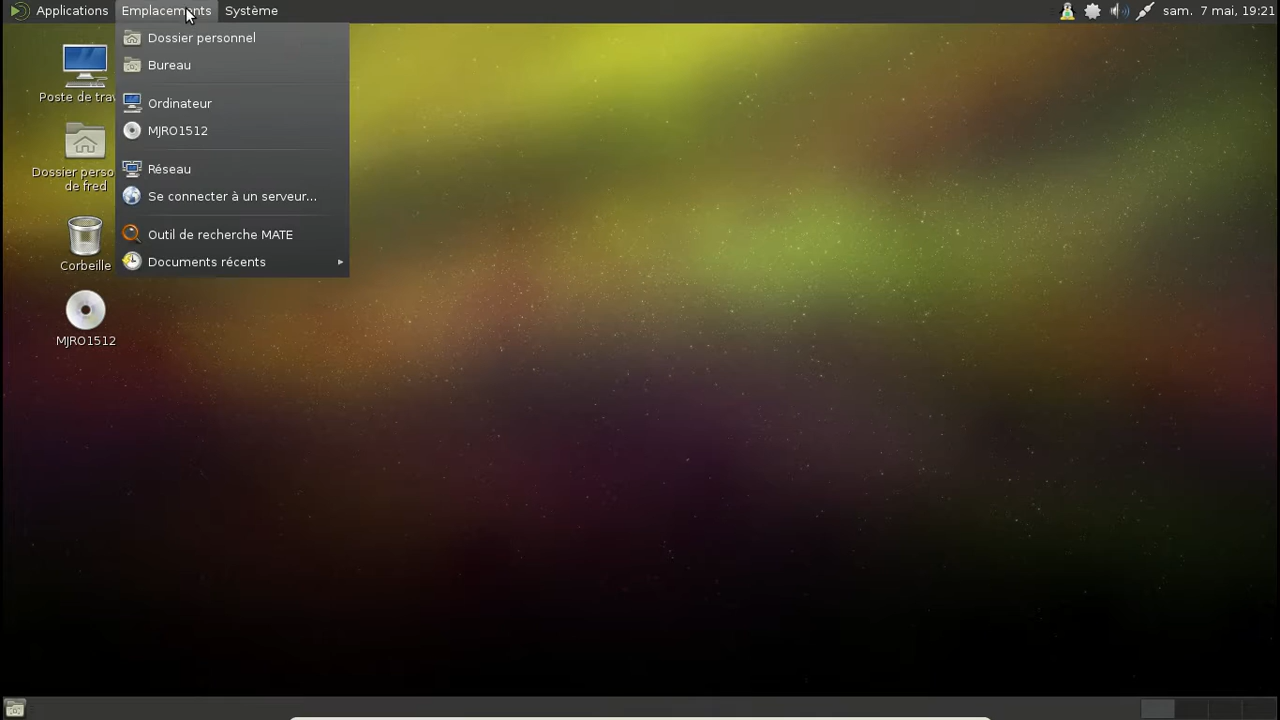 Applications Emplacements Système sam. 7 mai, 19:21
Dossier personnel
Bureau
Ordinateur
MJRO1512
Réseau
Se connecter à un serveur...
Outil de recherche MATE
Documents récents
Poste de trav
Dossier perso
de fred
Corbeille
MJRO1512